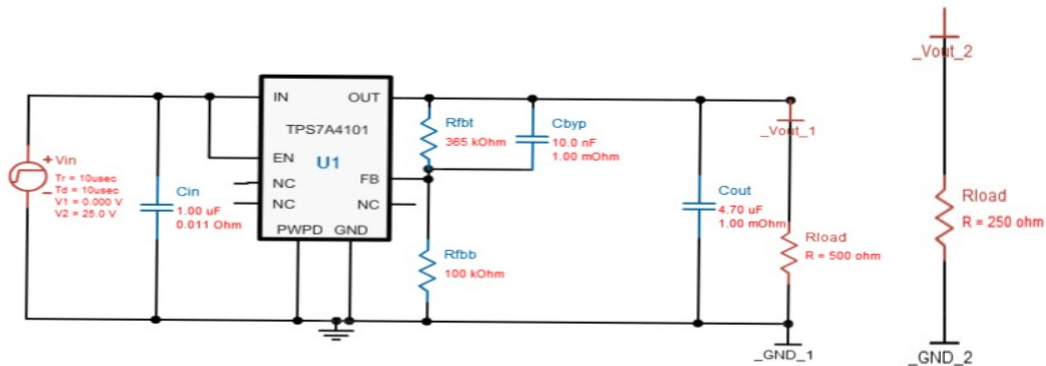 IN
OUT
TPS7A4101
U1
EN
NC
FB
NC
NC
PWPD
GND
+
Vin
Tr = 10usec
Td = 10usec
V1 = 0.000 V
V2 = 25.0 V
-
Cin
1.00 uF
0.011 Ohm
Rfbt
365 kOhm
Cbyp
10.0 nF
1.00 mOhm
Rfbb
100 kOhm
Cout
4.70 uF
1.00 mOhm
_Vout_1
Rload
R = 500 ohm
_GND_1
_Vout_2
Rload
R = 250 ohm
_GND_2